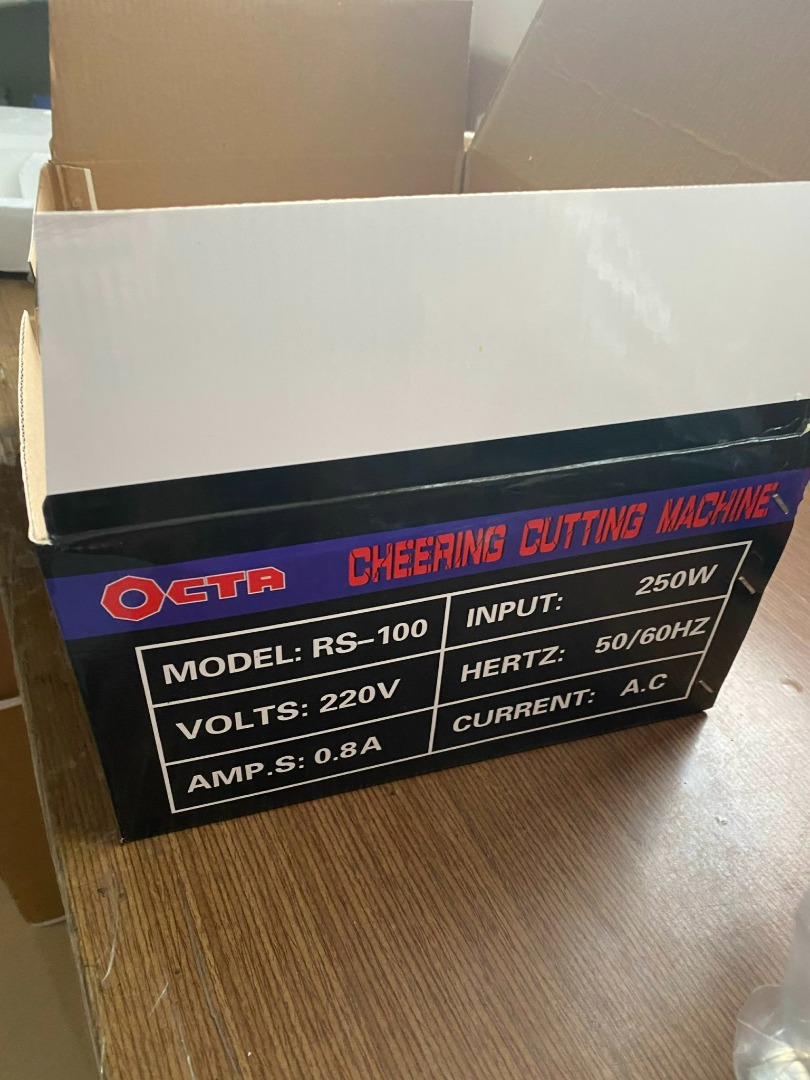 OCTA CHEERING CUTTING MACHINE
MODEL: RS-100 INPUT: 250W
VOLTS: 220V HERTZ: 50/60HZ
AMP.S: 0.8A CURRENT: A.C